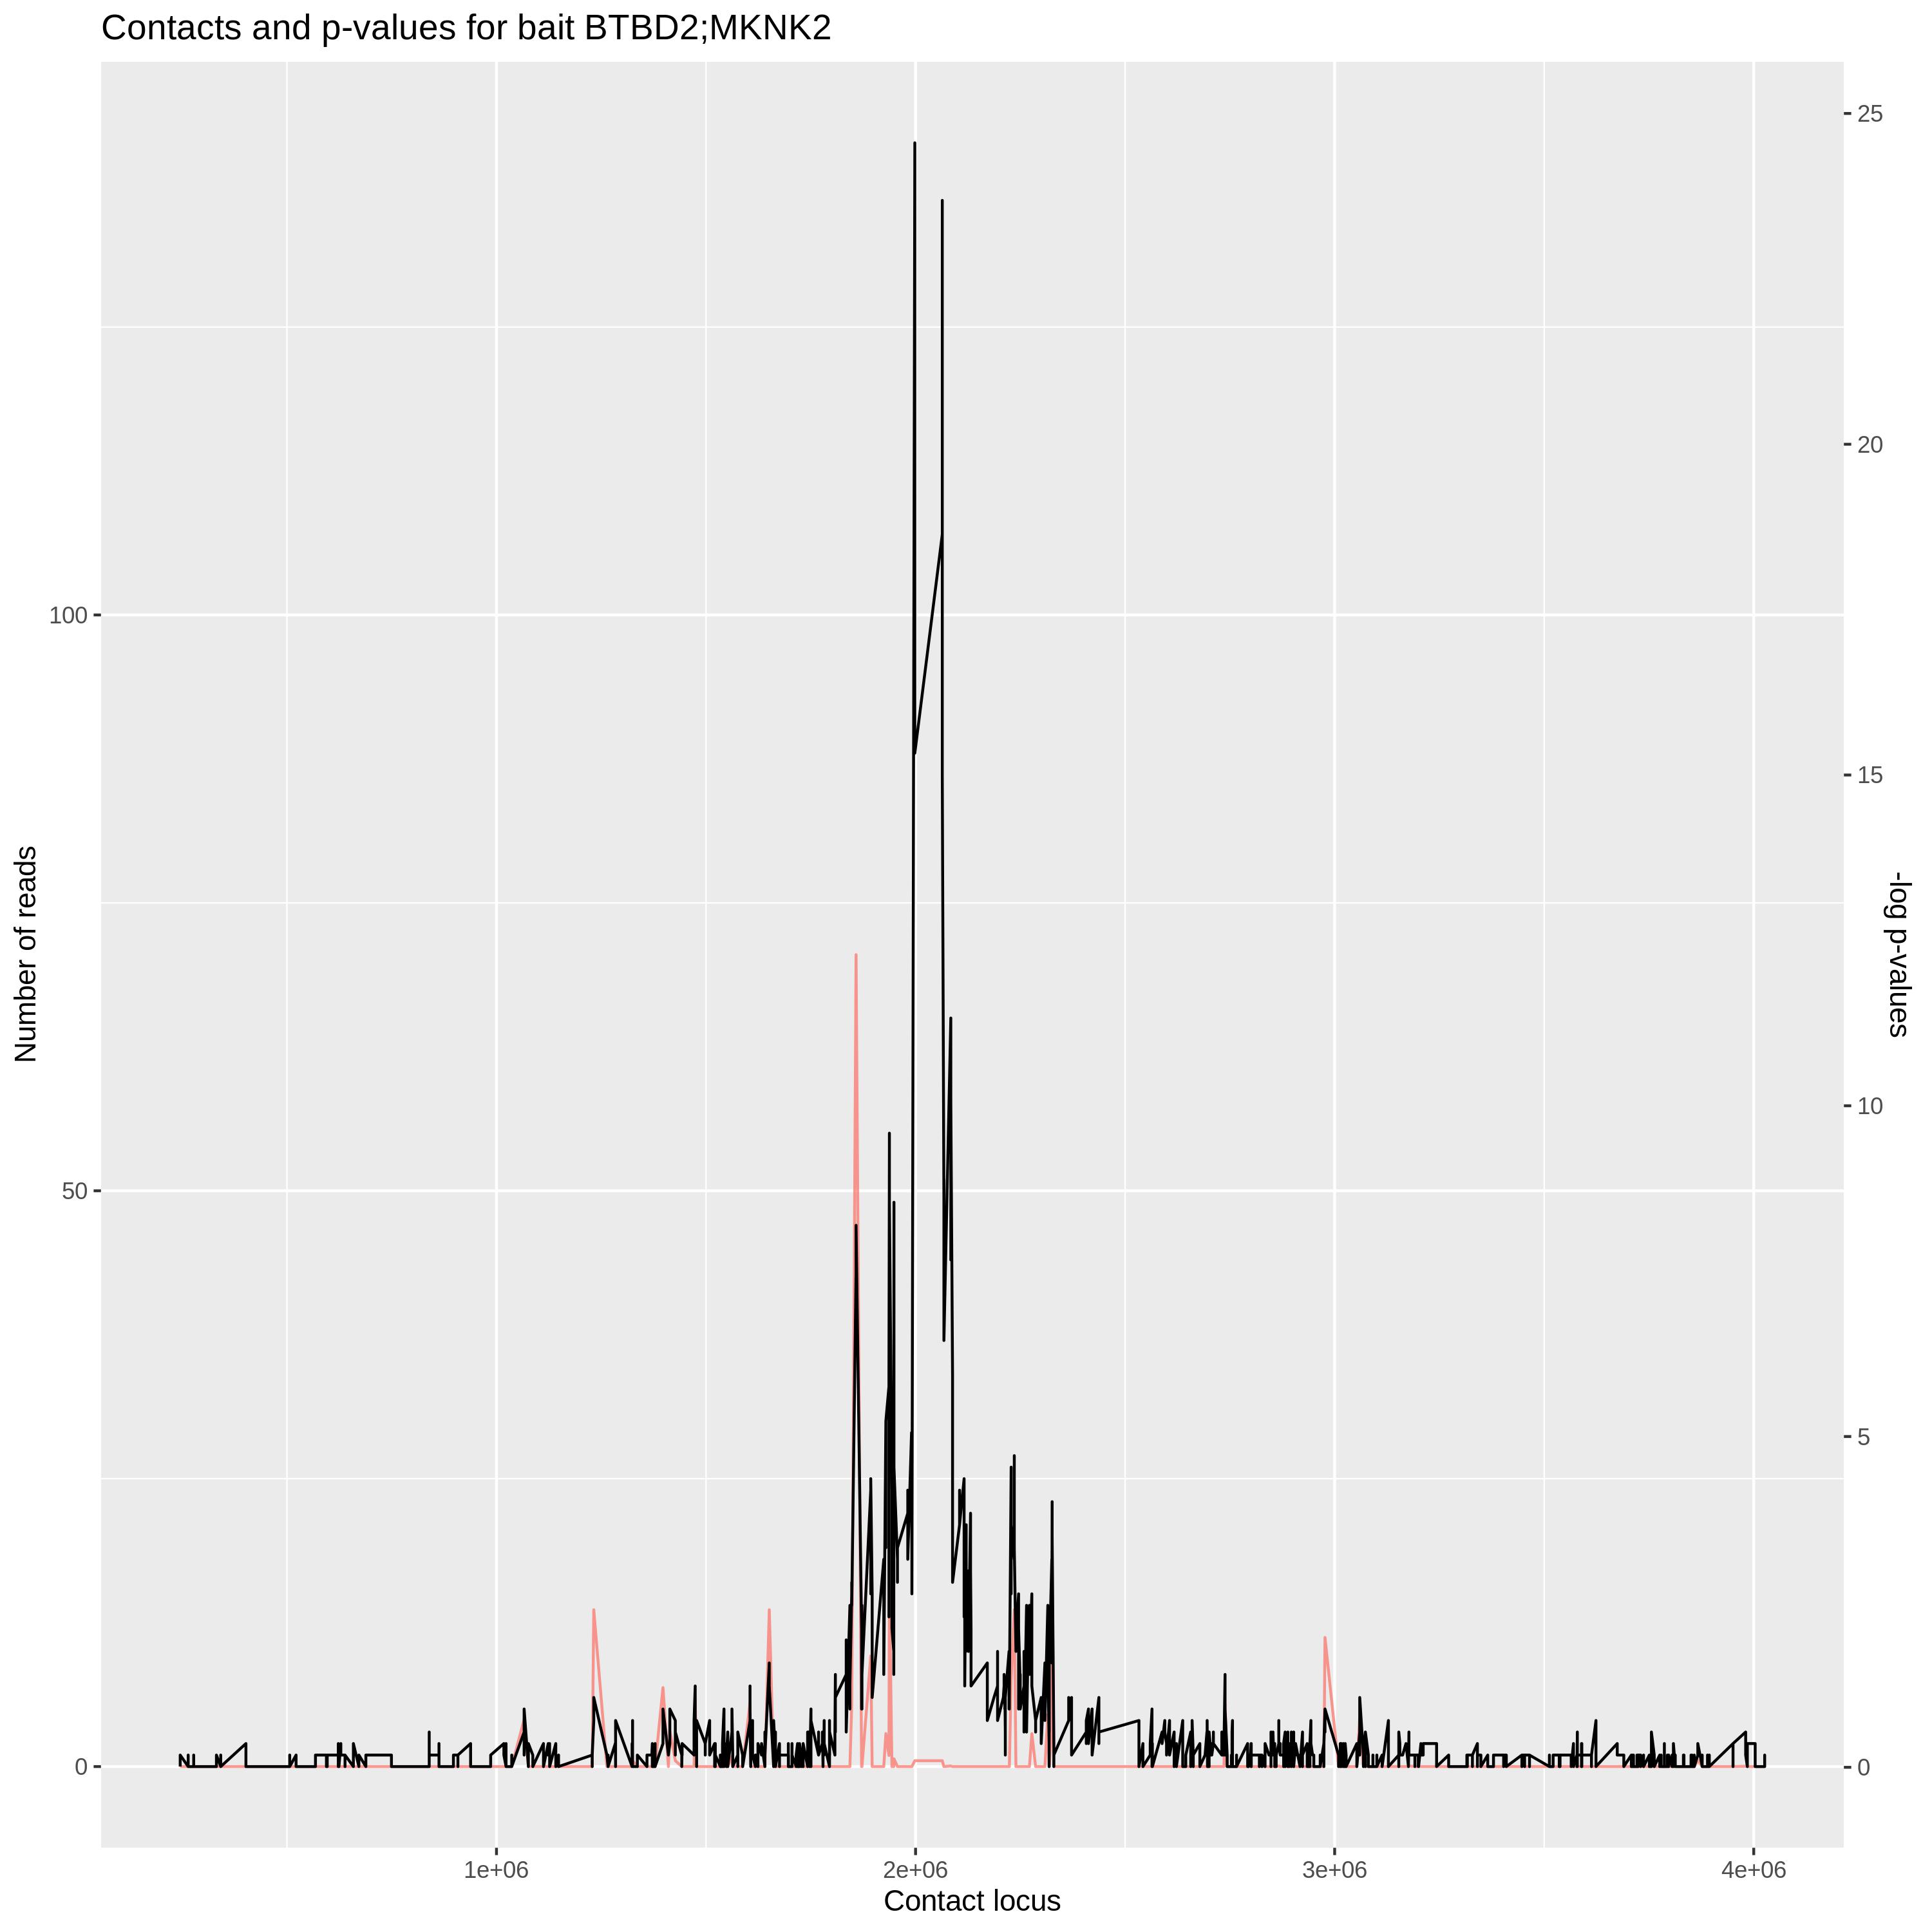 Contacts and p-values for bait BTBD2;MKNK2
Number of reads
100
50
0
-log p-values
25
20
15
10
5
0
1e+06
2e+06
3e+06
4e+06
Contact locus